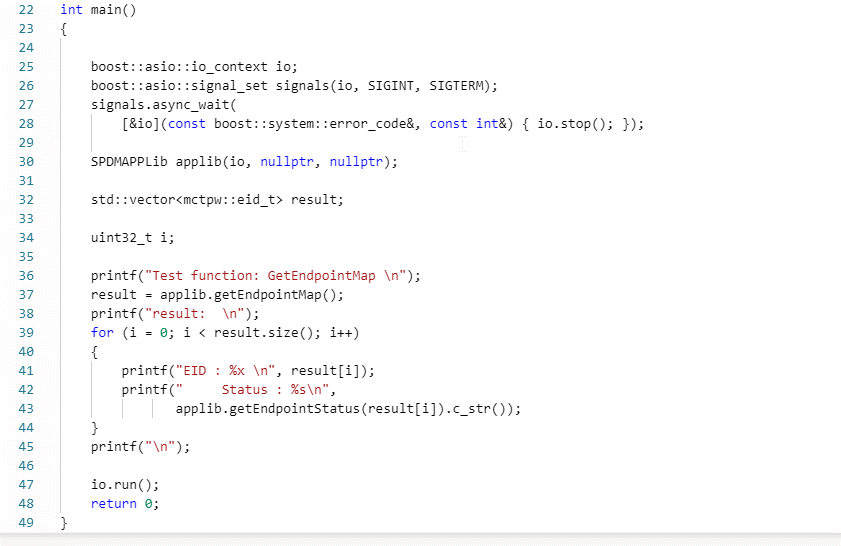 22 int main()
23 {
24
25     boost::asio::io_context io;
26     boost::asio::signal_set signals(io, SIGINT, SIGTERM);
27     signals.async_wait(
28         [&io](const boost::system::error_code&, const int&) { io.stop(); });
29
30     SPDMAPPLib applib(io, nullptr, nullptr);
31
32     std::vector<mctpw::eid_t> result;
33
34     uint32_t i;
35
36     printf("Test function: GetEndpointMap \n");
37     result = applib.getEndpointMap();
38     printf("result:  \n");
39     for (i = 0; i < result.size(); i++)
40     {
41         printf("EID : %x \n", result[i]);
42         printf("     Status : %s\n",
43                applib.getEndpointStatus(result[i]).c_str());
44     }
45     printf("\n");
46
47     io.run();
48     return 0;
49 }